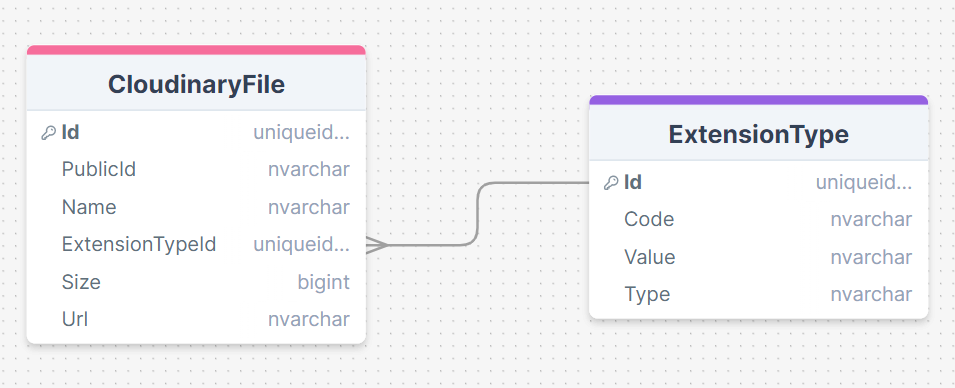 CloudinaryFile
Id uniqueid...
PublicId nvarchar
Name nvarchar
ExtensionTypeId uniqueid...
Size bigint
Url nvarchar
ExtensionType
Id uniqueid...
Code nvarchar
Value nvarchar
Type nvarchar